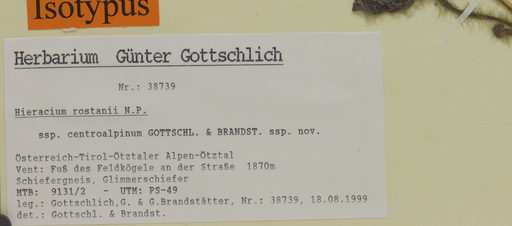 Isotypus
Herbarium Günter Gottschlich
Nr.: 38739
Hieracium rostanii N.P.
ssp. centroalpinum GOTTSCHL. & BRANDST. ssp. nov.
Österreich-Tirol-Ötztaler Alpen-Ötztal
Vent: Fuß des Feldkögele an der Straße 1870m
Schiefergneis, Glimmerschiefer
MTB: 9131/2 - UTM: PS-49
leg.: Gottschlich,G. & G.Brandstätter, Nr.: 38739, 18.08.1999
det.: Gottschl. & Brandst.